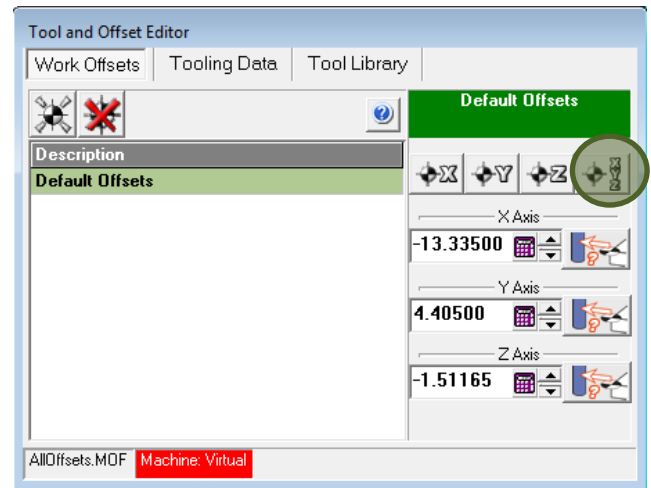 Tool and Offset Editor
Work Offsets Tooling Data Tool Library
Default Offsets
Description
Default Offsets
X Y Z XYZ
X Axis
-13.33500
Y Axis
4.40500
Z Axis
-1.51165
AllOffsets.MOF Machine: Virtual